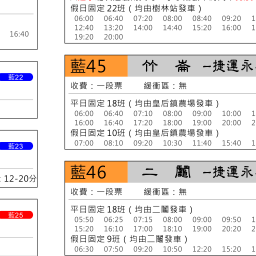 假日固定22班（均由樹林站發車）
06:00 06:40 07:20 08:00 08:40 09:20
12:40 13:20 14:00 14:40 15:20 16:00
19:20 20:00
16:40
藍22
藍23
: 12-20分
藍25
藍45 竹 崙 --捷運永
收費：一段票 緩衝區：無
平日固定18班（均由皇后鎮農場發車）
06:00 06:40 07:10 08:00 09:00 10:00
16:00 16:40 17:20 18:00 19:00 20:00
假日固定10班（均由皇后鎮農場發車）
07:00 08:10 09:20 10:30 11:40 15:40
藍46 二 鬮 --捷運永
收費：一段票 緩衝區：無
平日固定18班（均由二鬮發車）
05:50 06:25 07:15 08:00 09:00 09:50
15:20 16:10 17:00 18:10 19:00 20:20
假日固定9班（均由二鬮發車）
06:30 07:50 09:20 10:50 12:20 15:20